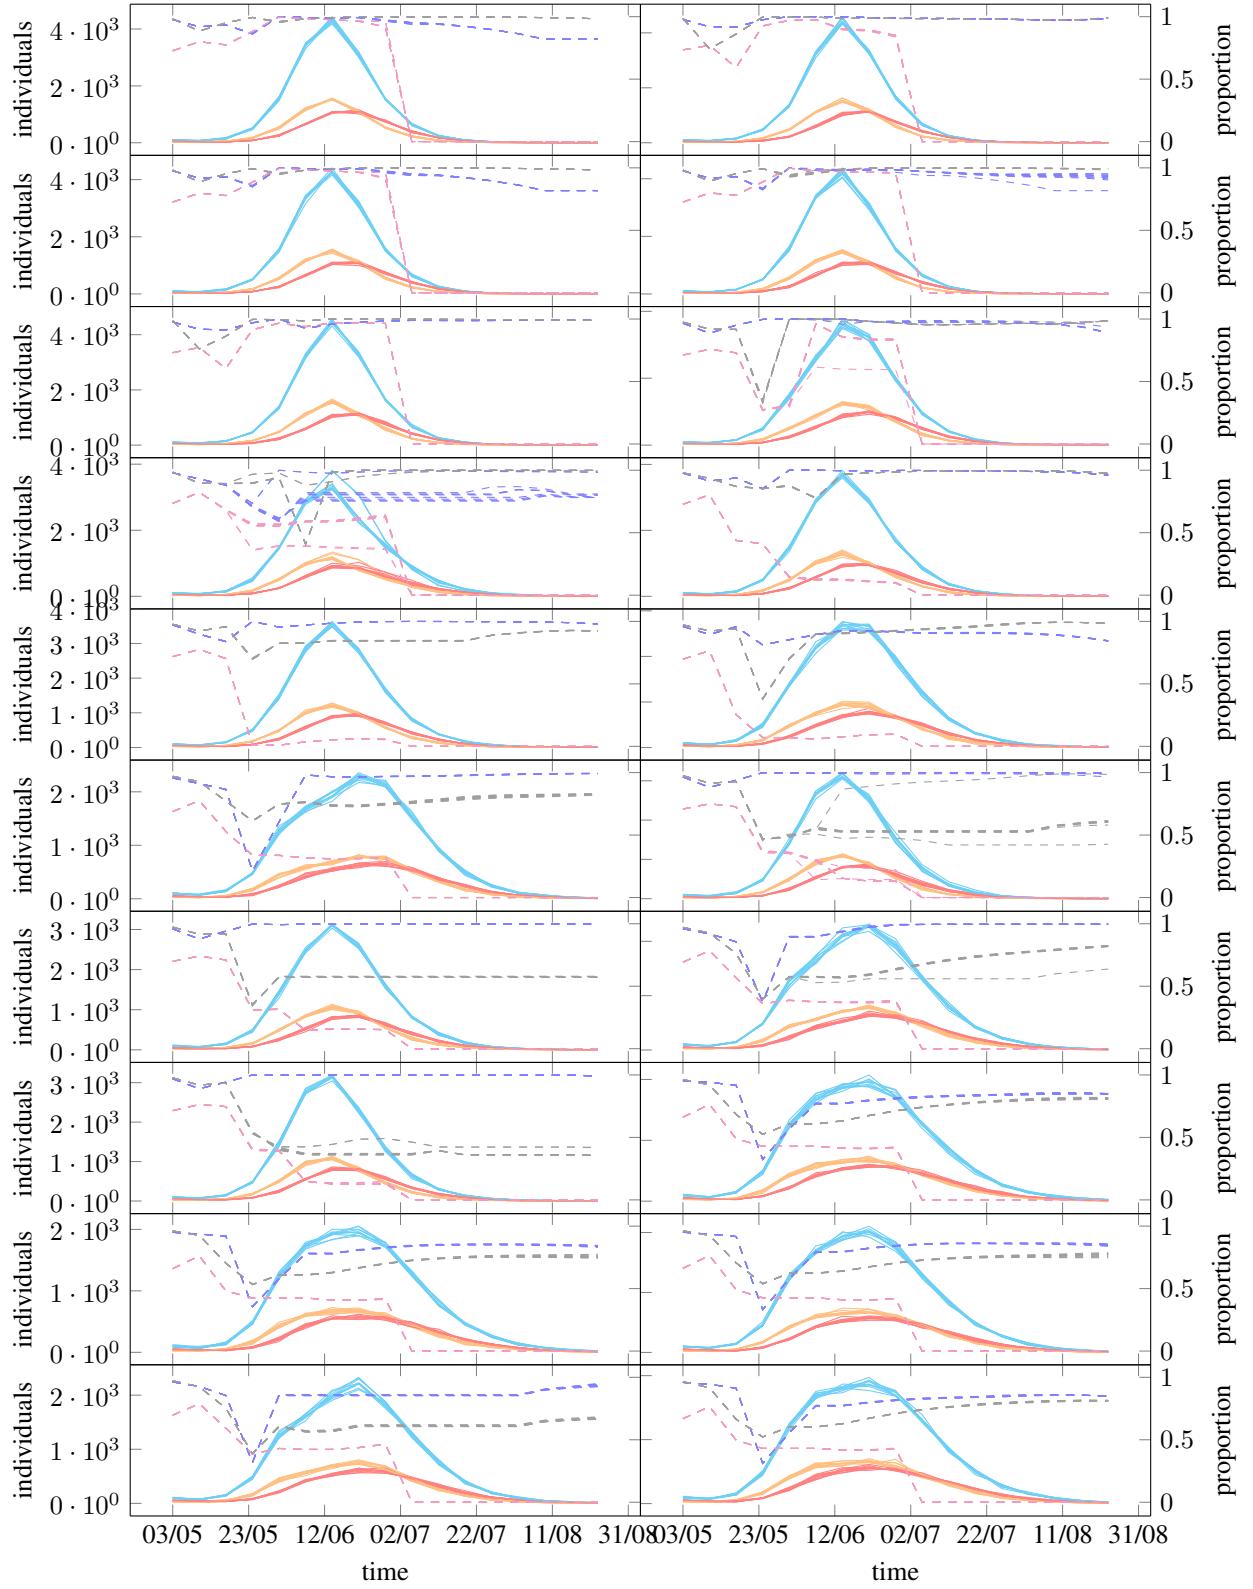 individuals
4 · 10³
2 · 10³
0 · 10⁰
1
0.5
0
proportion
individuals
4 · 10³
2 · 10³
0 · 10⁰
1
0.5
0
proportion
individuals
4 · 10³
2 · 10³
0 · 10⁰
1
0.5
0
proportion
individuals
4 · 10³
2 · 10³
0 · 10⁰
1
0.5
0
proportion
individuals
4 · 10³
3 · 10³
2 · 10³
1 · 10³
0 · 10⁰
1
0.5
0
proportion
individuals
2 · 10³
1 · 10³
0 · 10⁰
1
0.5
0
proportion
individuals
3 · 10³
2 · 10³
1 · 10³
0 · 10⁰
1
0.5
0
proportion
individuals
3 · 10³
2 · 10³
1 · 10³
0 · 10⁰
1
0.5
0
proportion
individuals
2 · 10³
1 · 10³
0 · 10⁰
1
0.5
0
proportion
individuals
2 · 10³
1 · 10³
0 · 10⁰
1
0.5
0
proportion
03/05 23/05 12/06 02/07 22/07 11/08 31/08 03/05 23/05 12/06 02/07 22/07 11/08 31/08
time time